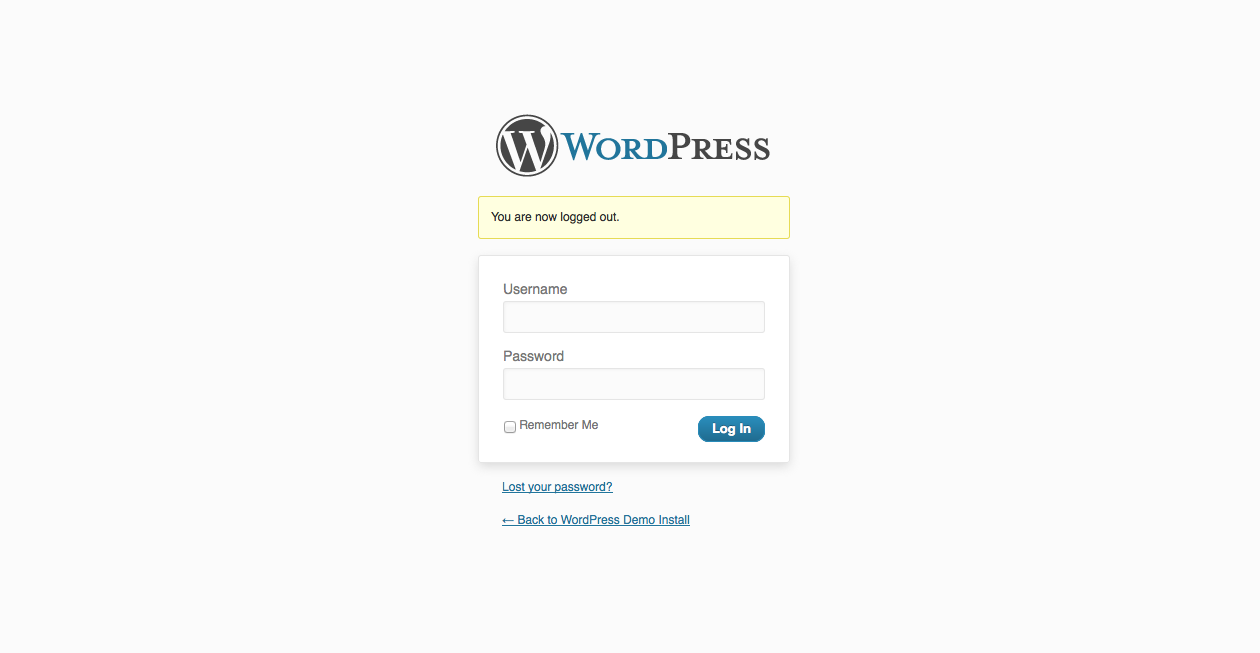 WORDPRESS
You are now logged out.
Username
Password
Remember Me
Log In
Lost your password?
← Back to WordPress Demo Install